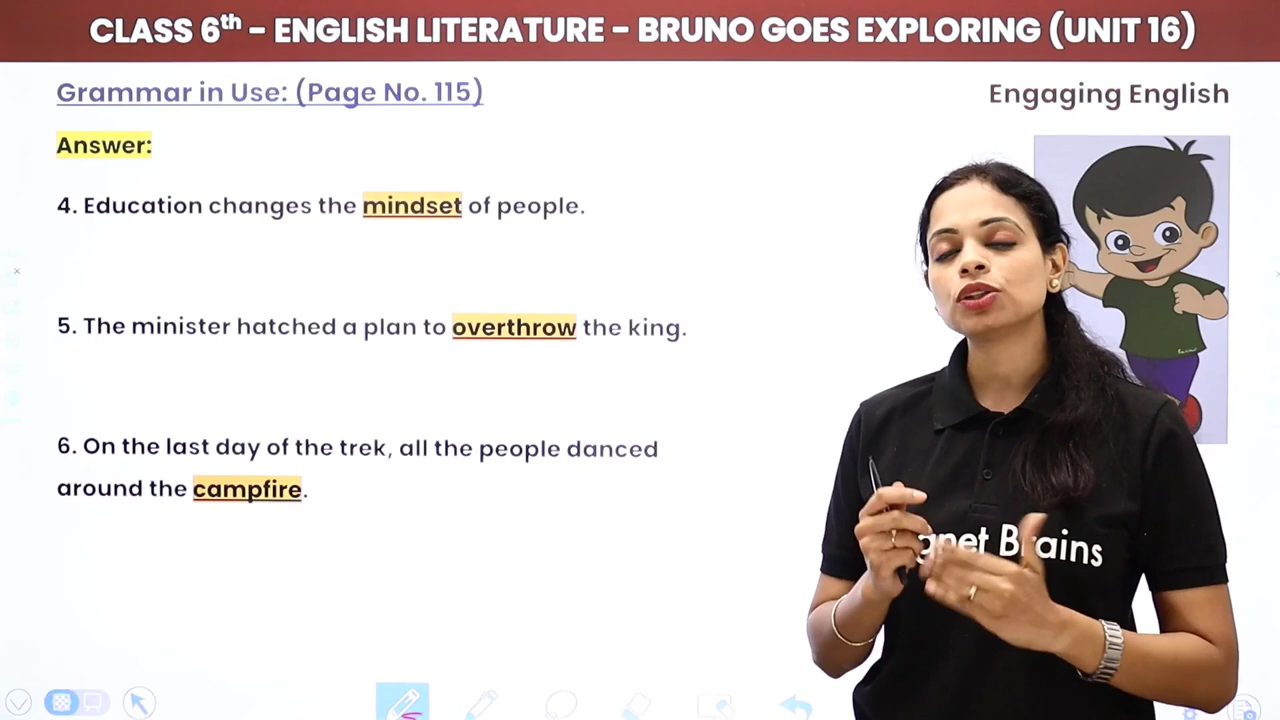 CLASS 6th - ENGLISH LITERATURE - BRUNO GOES EXPLORING (UNIT 16)
Grammar in Use: (Page No. 115)
Engaging English
Answer:
4. Education changes the mindset of people.
5. The minister hatched a plan to overthrow the king.
6. On the last day of the trek, all the people danced
around the campfire.
anet Brains